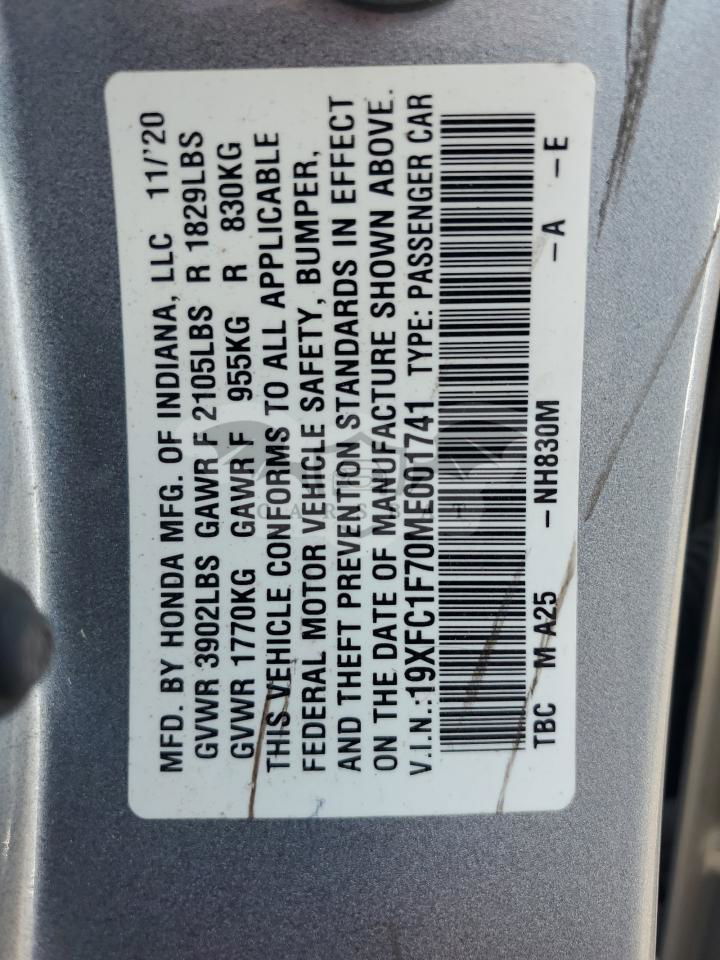 MFD. BY HONDA MFG. OF INDIANA, LLC 11/'20
GVWR 3902LBS GAWR F 2105LBS R 1829LBS
GVWR 1770KG GAWR F 955KG R 830KG
THIS VEHICLE CONFORMS TO ALL APPLICABLE
FEDERAL MOTOR VEHICLE SAFETY, BUMPER,
AND THEFT PREVENTION STANDARDS IN EFFECT
ON THE DATE OF MANUFACTURE SHOWN ABOVE.
V.I.N.:19XFC1F70ME001741 TYPE: PASSENGER CAR
TBC M A25 -NH830M -A -E
CARSBAT